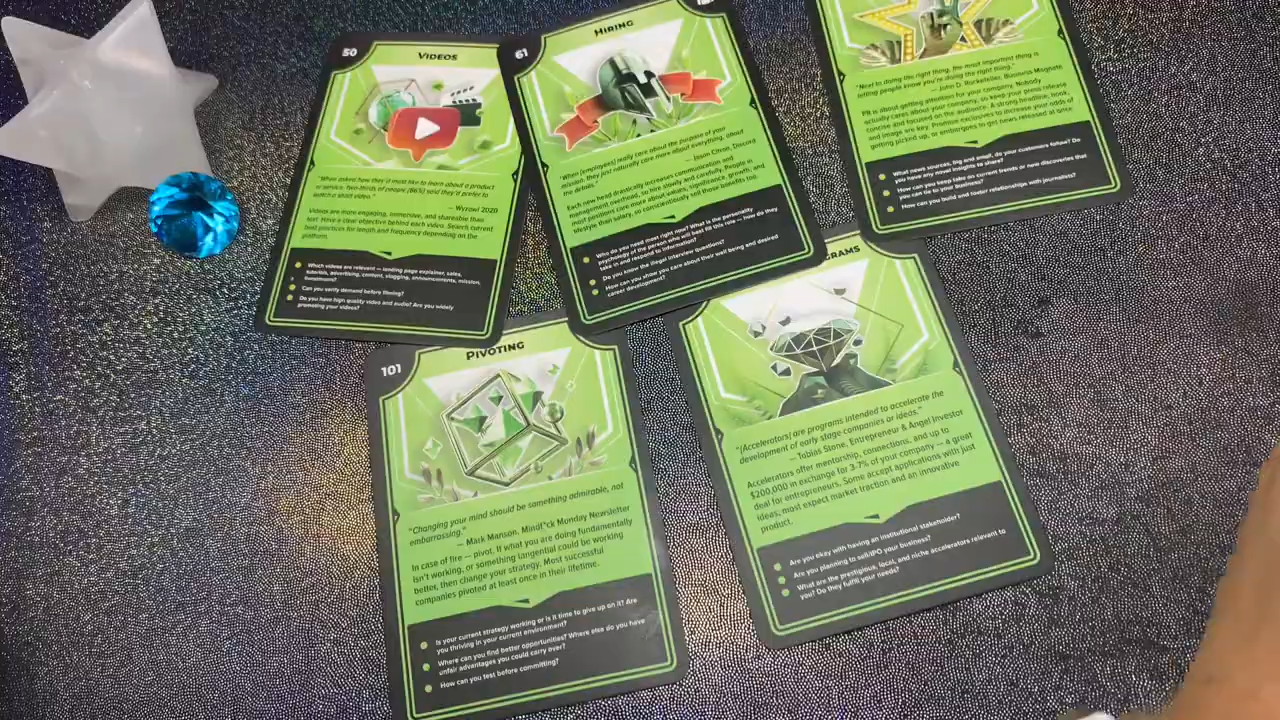 50
VIDEOS
"When asked how they'd most like to learn about a product
or service, two-thirds of people (66%) said they'd prefer to
watch a short video."
— Wyzowl 2020
Videos are more engaging, immersive, and shareable than
text. Have a clear objective behind each video. Search current
best practices for length and frequency depending on the
platform.
Which videos are relevant — landing page explainer, sales,
tutorials, advertising, content, vlogging, announcements, mission,
Can you verify demand before filming?
Do you have high quality video and audio? Are you widely
promoting your videos?
61
HIRING
"When [employees] really care about the purpose of your
mission, they just naturally care more about everything, about
the details."
— Jason Citron, Discord
Each new head drastically increases communication and
management overhead, so hire slowly and carefully. People in
most positions care more about values, significance, growth, and
lifestyle than salary, so conscientiously sell those benefits too.
Who do you need most right now? What is the personality
psychology of the person who will best fill this role — how do they
take in and respond to information?
Do you know the illegal interview questions?
How can you show you care about their well being and desired
career development?
"Next to doing the right thing, the most important thing is
letting people know you're doing the right thing."
— John D. Rockefeller, Business Magnate
PR is about getting attention for your company. Nobody
actually cares about your company, so keep your press release
concise and focused on the audience. A strong headline, hook,
and image are key. Promise exclusives to increase your odds of
getting picked up, or embargoes to get news released at once
What news sources, big and small, do your customers follow? Do
you have any novel insights to share?
How can you keep tabs on current trends or new discoveries that
you can tie to your business?
How can you build and foster relationships with journalists?
101
PIVOTING
"Changing your mind should be something admirable, not
embarrassing."
— Mark Manson, Mindf*ck Monday Newsletter
In case of fire — pivot. If what you are doing fundamentally
isn't working, or something tangential could be working
better, then change your strategy. Most successful
companies pivoted at least once in their lifetime.
Is your current strategy working or is it time to give up on it? Are
you thriving in your current environment?
Where can you find better opportunities? Where else do you have
unfair advantages you could carry over?
How can you test before committing?
GRAMS
"[Accelerators] are programs intended to accelerate the
development of early stage companies or ideas."
— Tobias Stone, Entrepreneur & Angel Investor
Accelerators offer mentorship, connections, and up to
$200,000 in exchange for 3-7% of your company — a great
deal for entrepreneurs. Some accept applications with just
ideas; most expect market traction and an innovative
product.
Are you okay with having an institutional stakeholder?
Are you planning to sell/IPO your business?
What are the prestigious, local, and niche accelerators relevant to
you? Do they fulfill your needs?